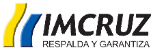 IMCRUZ
RESPALDA Y GARANTIZA